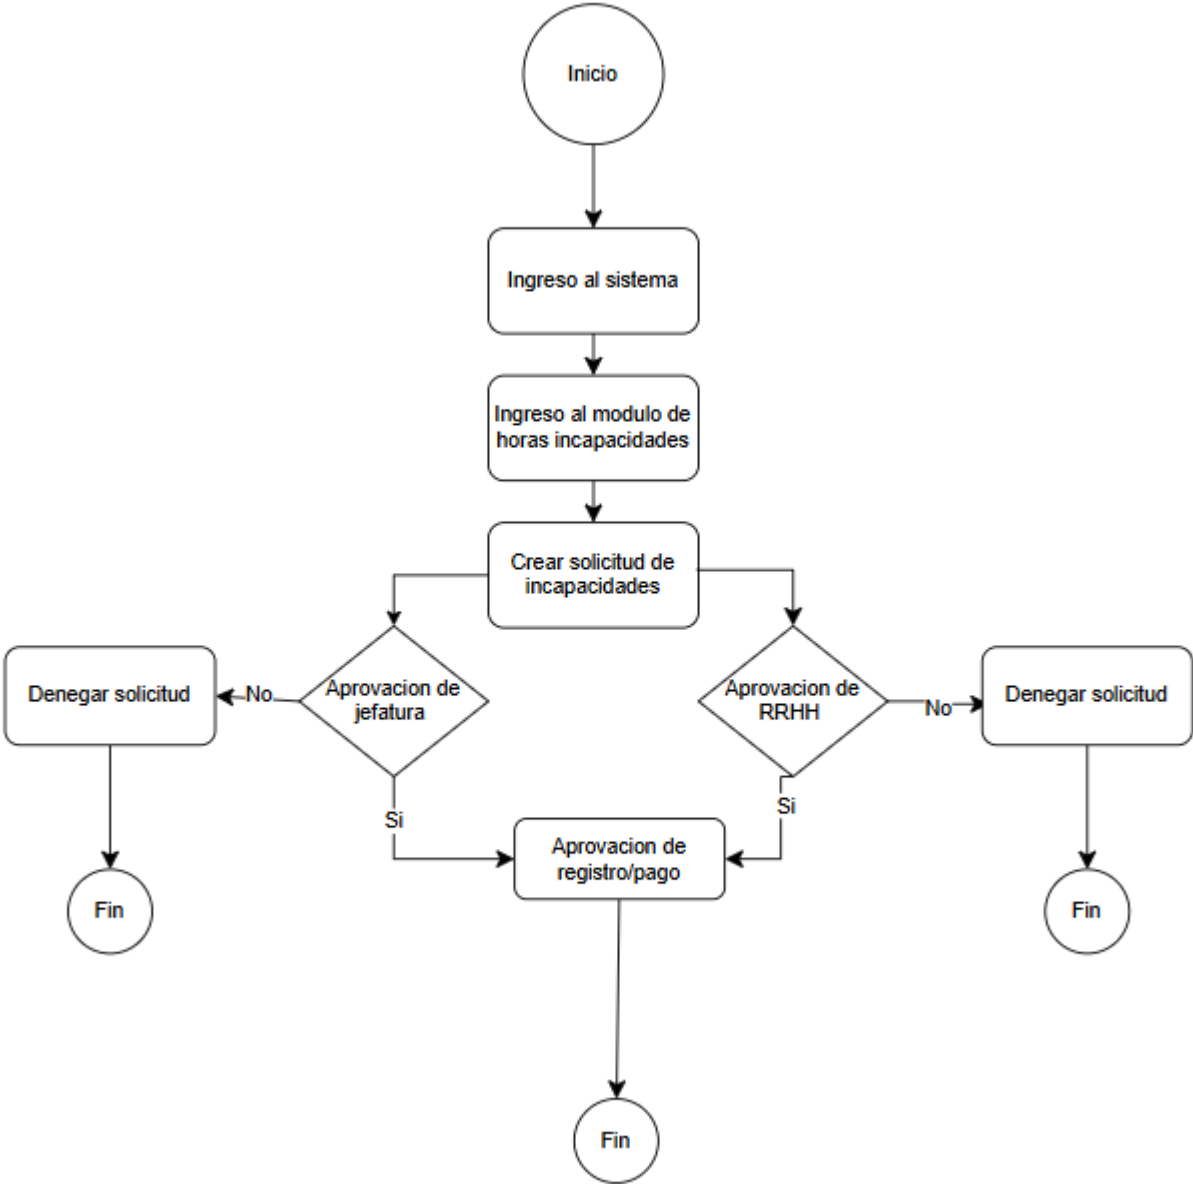 Inicio
Ingreso al sistema
Ingreso al modulo de
horas incapacidades
Crear solicitud de
incapacidades
Denegar solicitud
No
Aprovacion de
jefatura
Aprovacion de
RRHH
No
Denegar solicitud
Si
Si
Aprovacion de
registro/pago
Fin
Fin
Fin